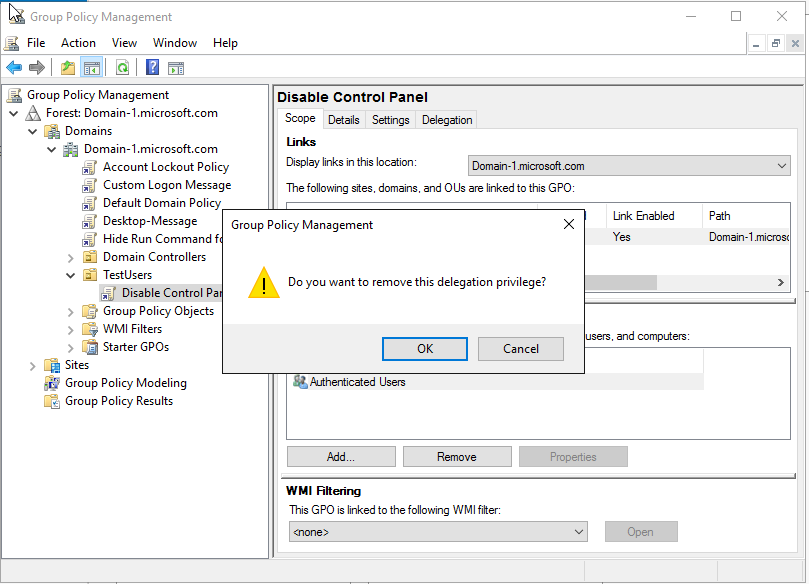 Group Policy Management
File Action View Window Help
Group Policy Management
Forest: Domain-1.microsoft.com
Domains
Domain-1.microsoft.com
Account Lockout Policy
Custom Logon Message
Default Domain Policy
Desktop-Message
Hide Run Command fo
Domain Controllers
TestUsers
Disable Control Par
Group Policy Objects
WMI Filters
Starter GPOs
Sites
Group Policy Modeling
Group Policy Results
Disable Control Panel
Scope Details Settings Delegation
Links
Display links in this location: Domain-1.microsoft.com
The following sites, domains, and OUs are linked to this GPO:
Link Enabled Path
Yes Domain-1.microso
Group Policy Management
Do you want to remove this delegation privilege?
OK Cancel
users, and computers:
Authenticated Users
Add... Remove Properties
WMI Filtering
This GPO is linked to the following WMI filter:
<none> Open